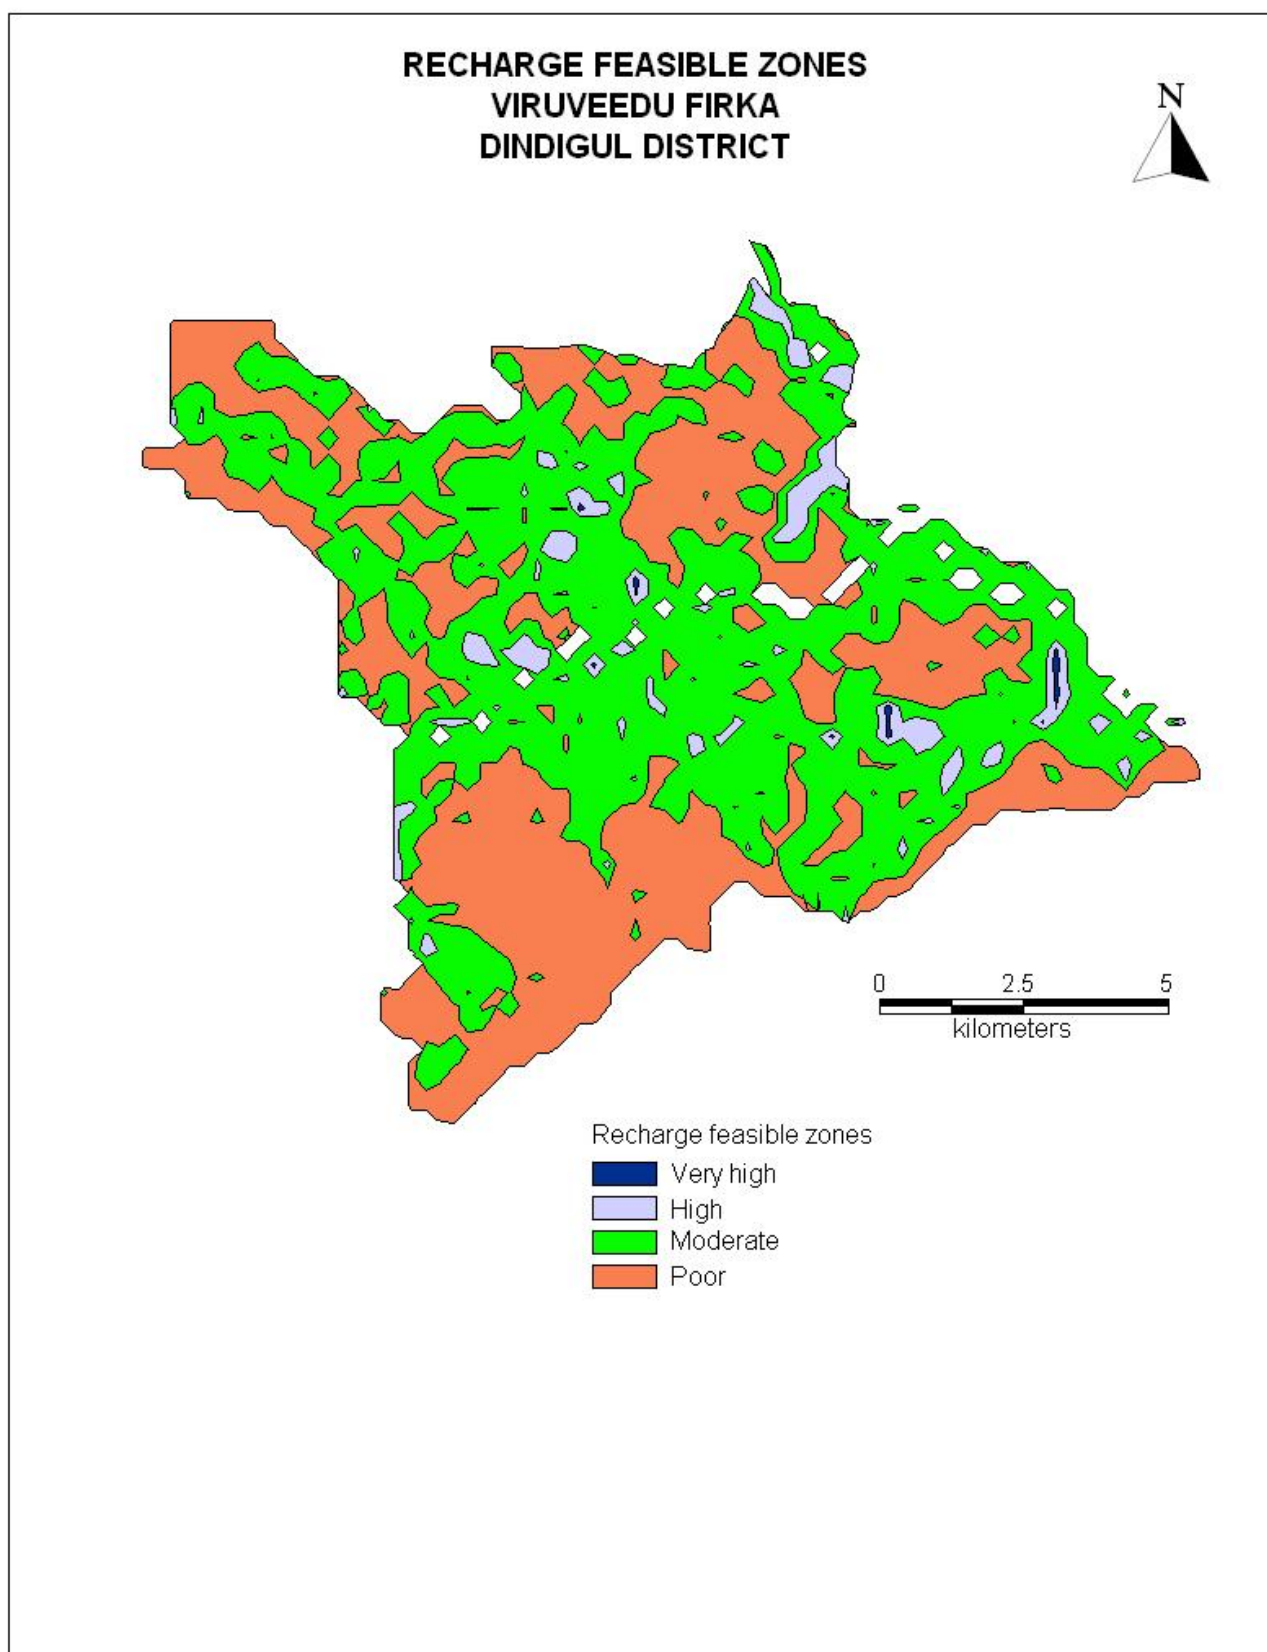 RECHARGE FEASIBLE ZONES
VIRUVEEDU FIRKA
DINDIGUL DISTRICT
N
0 2.5 5
kilometers
Recharge feasible zones
Very high
High
Moderate
Poor